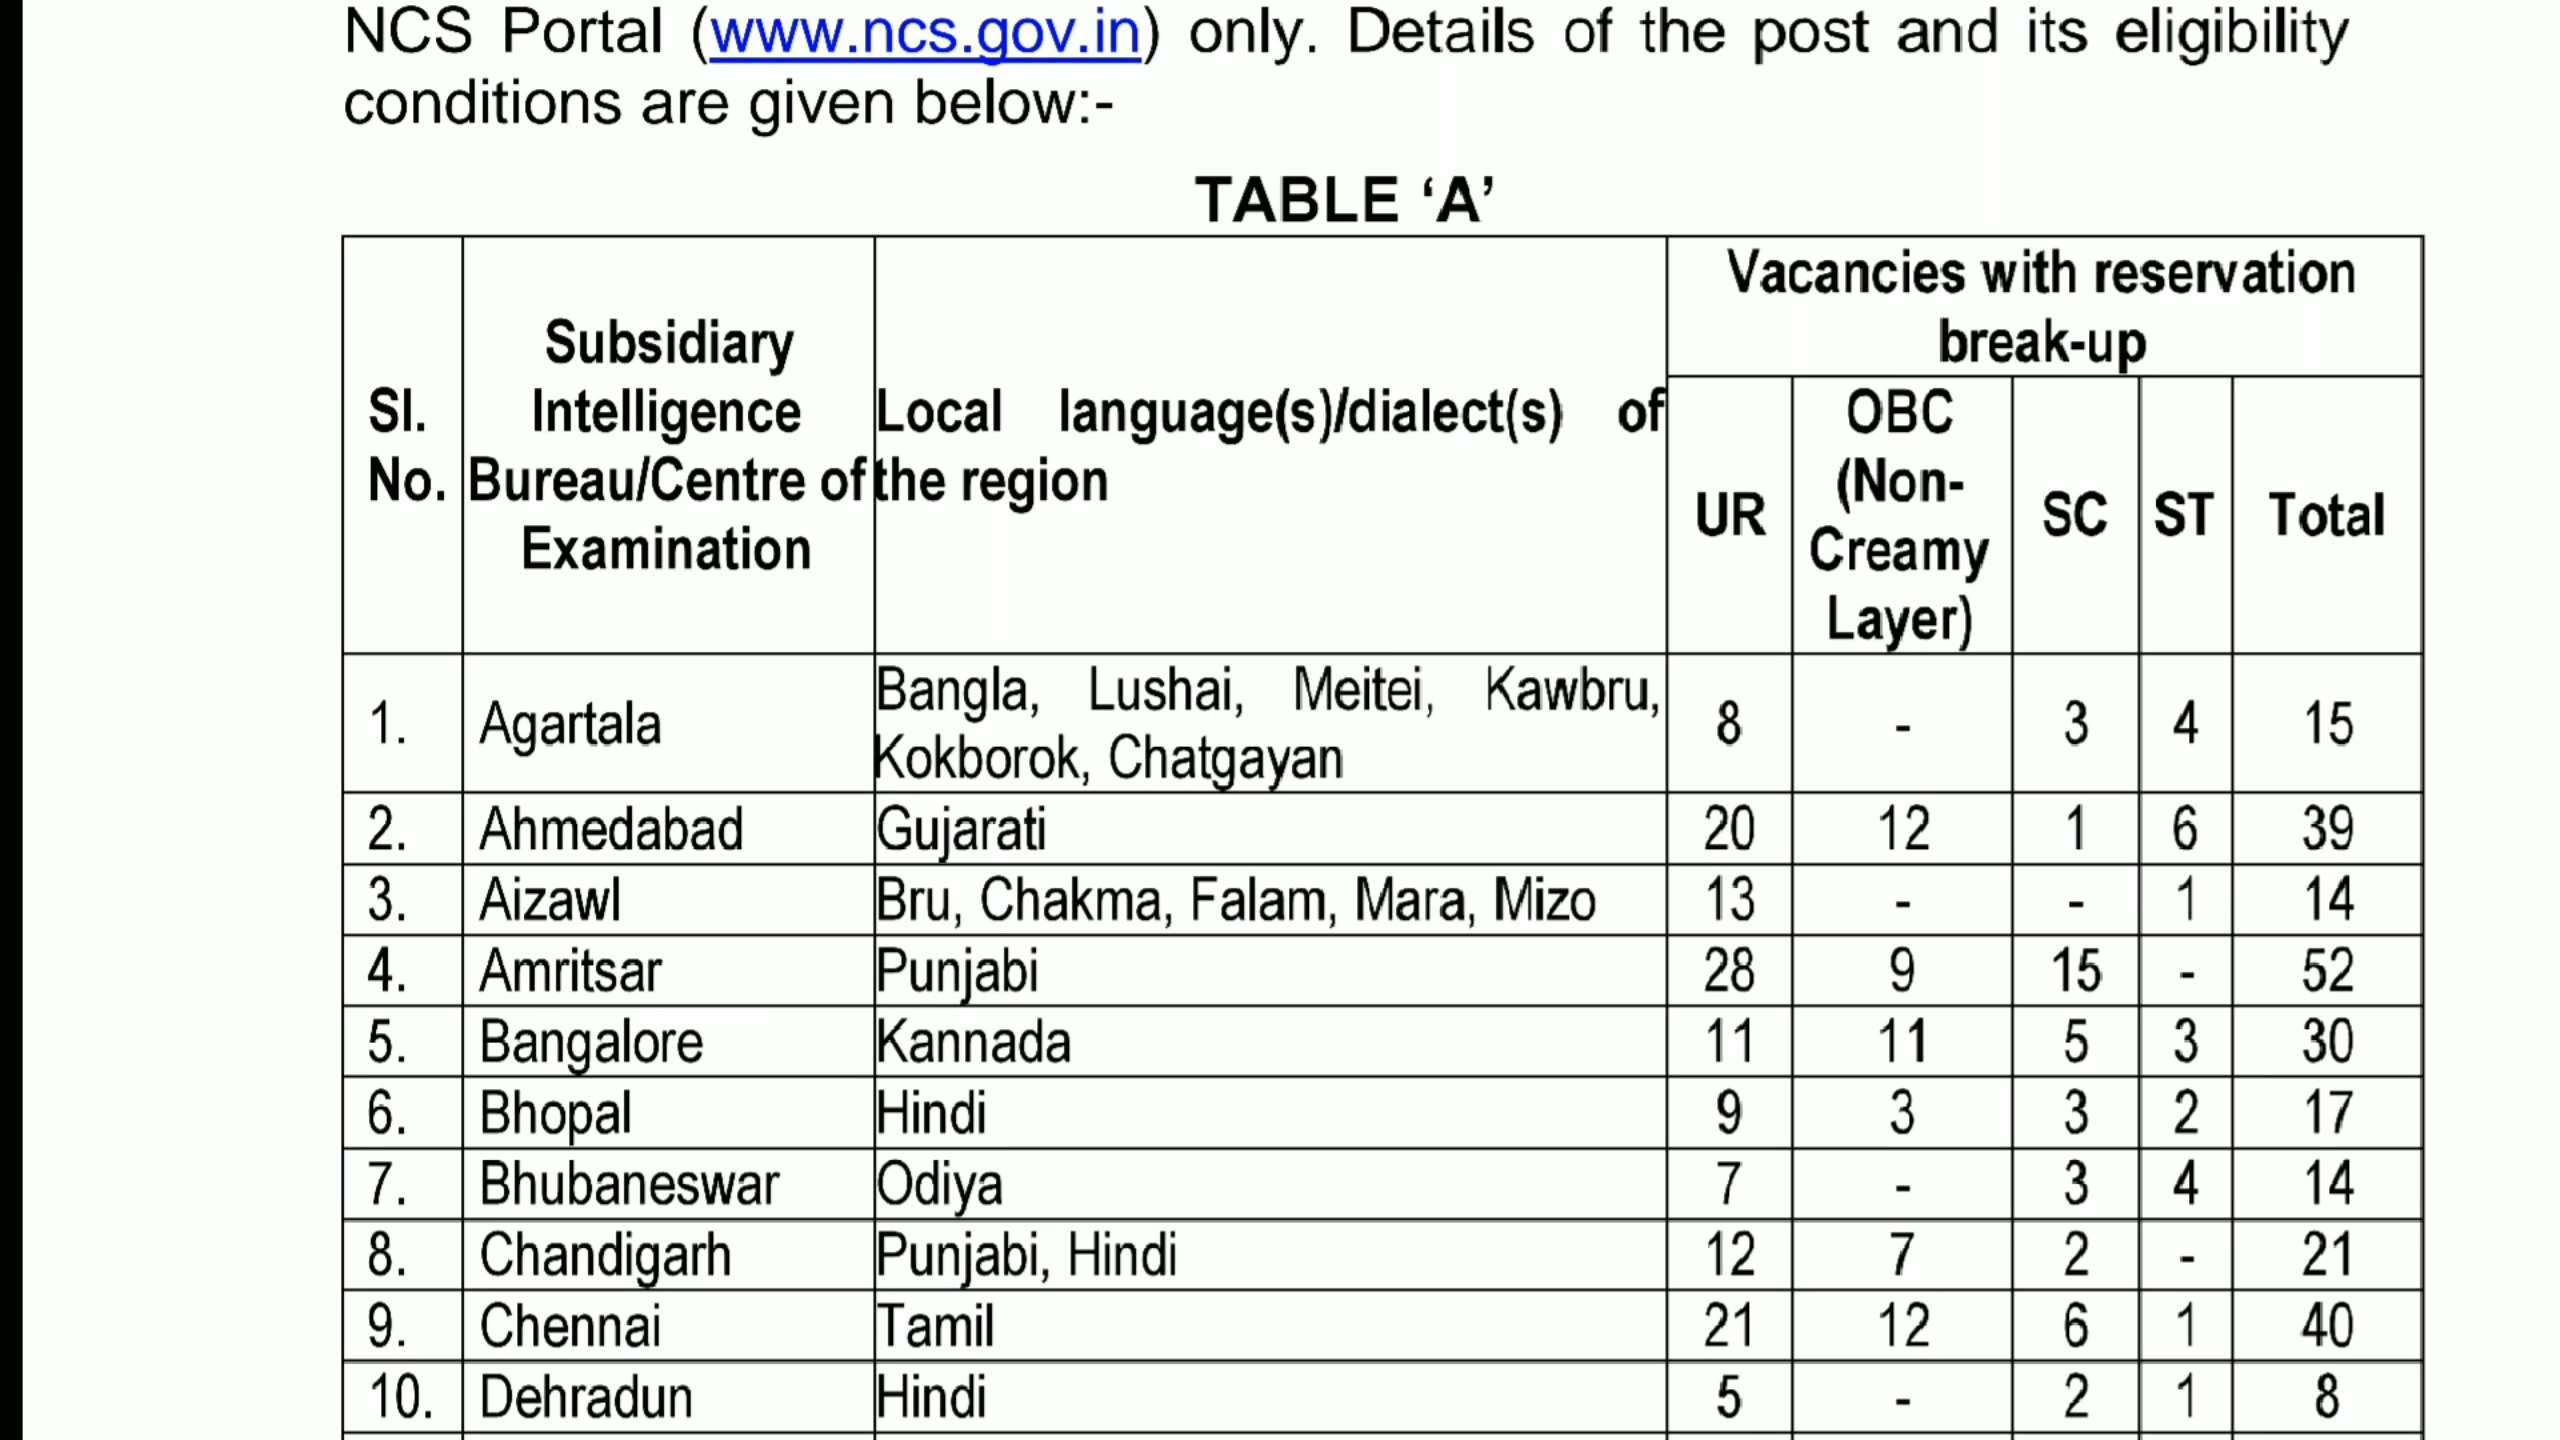 NCS Portal (www.ncs.gov.in) only. Details of the post and its eligibility
conditions are given below:-
TABLE ‘A’
Sl. No. Subsidiary Intelligence Bureau/Centre of Examination Local language(s)/dialect(s) of the region Vacancies with reservation break-up
UR OBC (Non-Creamy Layer) SC ST Total
1. Agartala Bangla, Lushai, Meitei, Kawbru, Kokborok, Chatgayan 8 - 3 4 15
2. Ahmedabad Gujarati 20 12 1 6 39
3. Aizawl Bru, Chakma, Falam, Mara, Mizo 13 - - 1 14
4. Amritsar Punjabi 28 9 15 - 52
5. Bangalore Kannada 11 11 5 3 30
6. Bhopal Hindi 9 3 3 2 17
7. Bhubaneswar Odiya 7 - 3 4 14
8. Chandigarh Punjabi, Hindi 12 7 2 - 21
9. Chennai Tamil 21 12 6 1 40
10. Dehradun Hindi 5 - 2 1 8